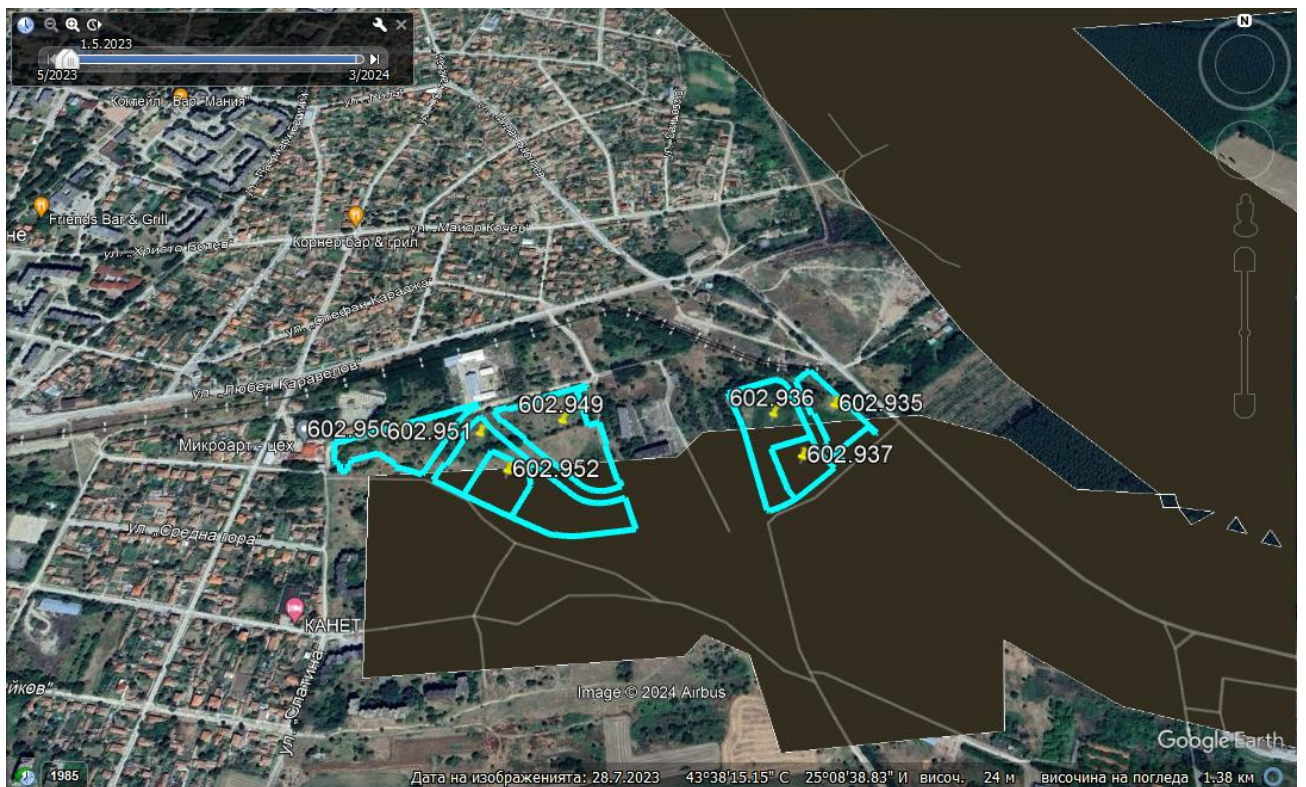 1.5.2023
5/2023
3/2024
N
Коктейл Бар "Мания"
Friends Bar & Grill
не
ул. „Христо Ботев“
Корнер бар & грил
ул. „Майор Кочев“
ул. „Стефан Караджа“
ул. „Любен Каравелов“
602.949
602.936
602.935
602.950
602.951
602.937
Микроарт - цех
602.952
ул. „Средна гора“
КАНЕТ
ул. „Слатина“
Image © 2024 Airbus
Google Earth
1985
Дата на изображенията: 28.7.2023 43°38'15.15" С 25°08'38.83" И височ. 24 м височина на погледа 1.38 км